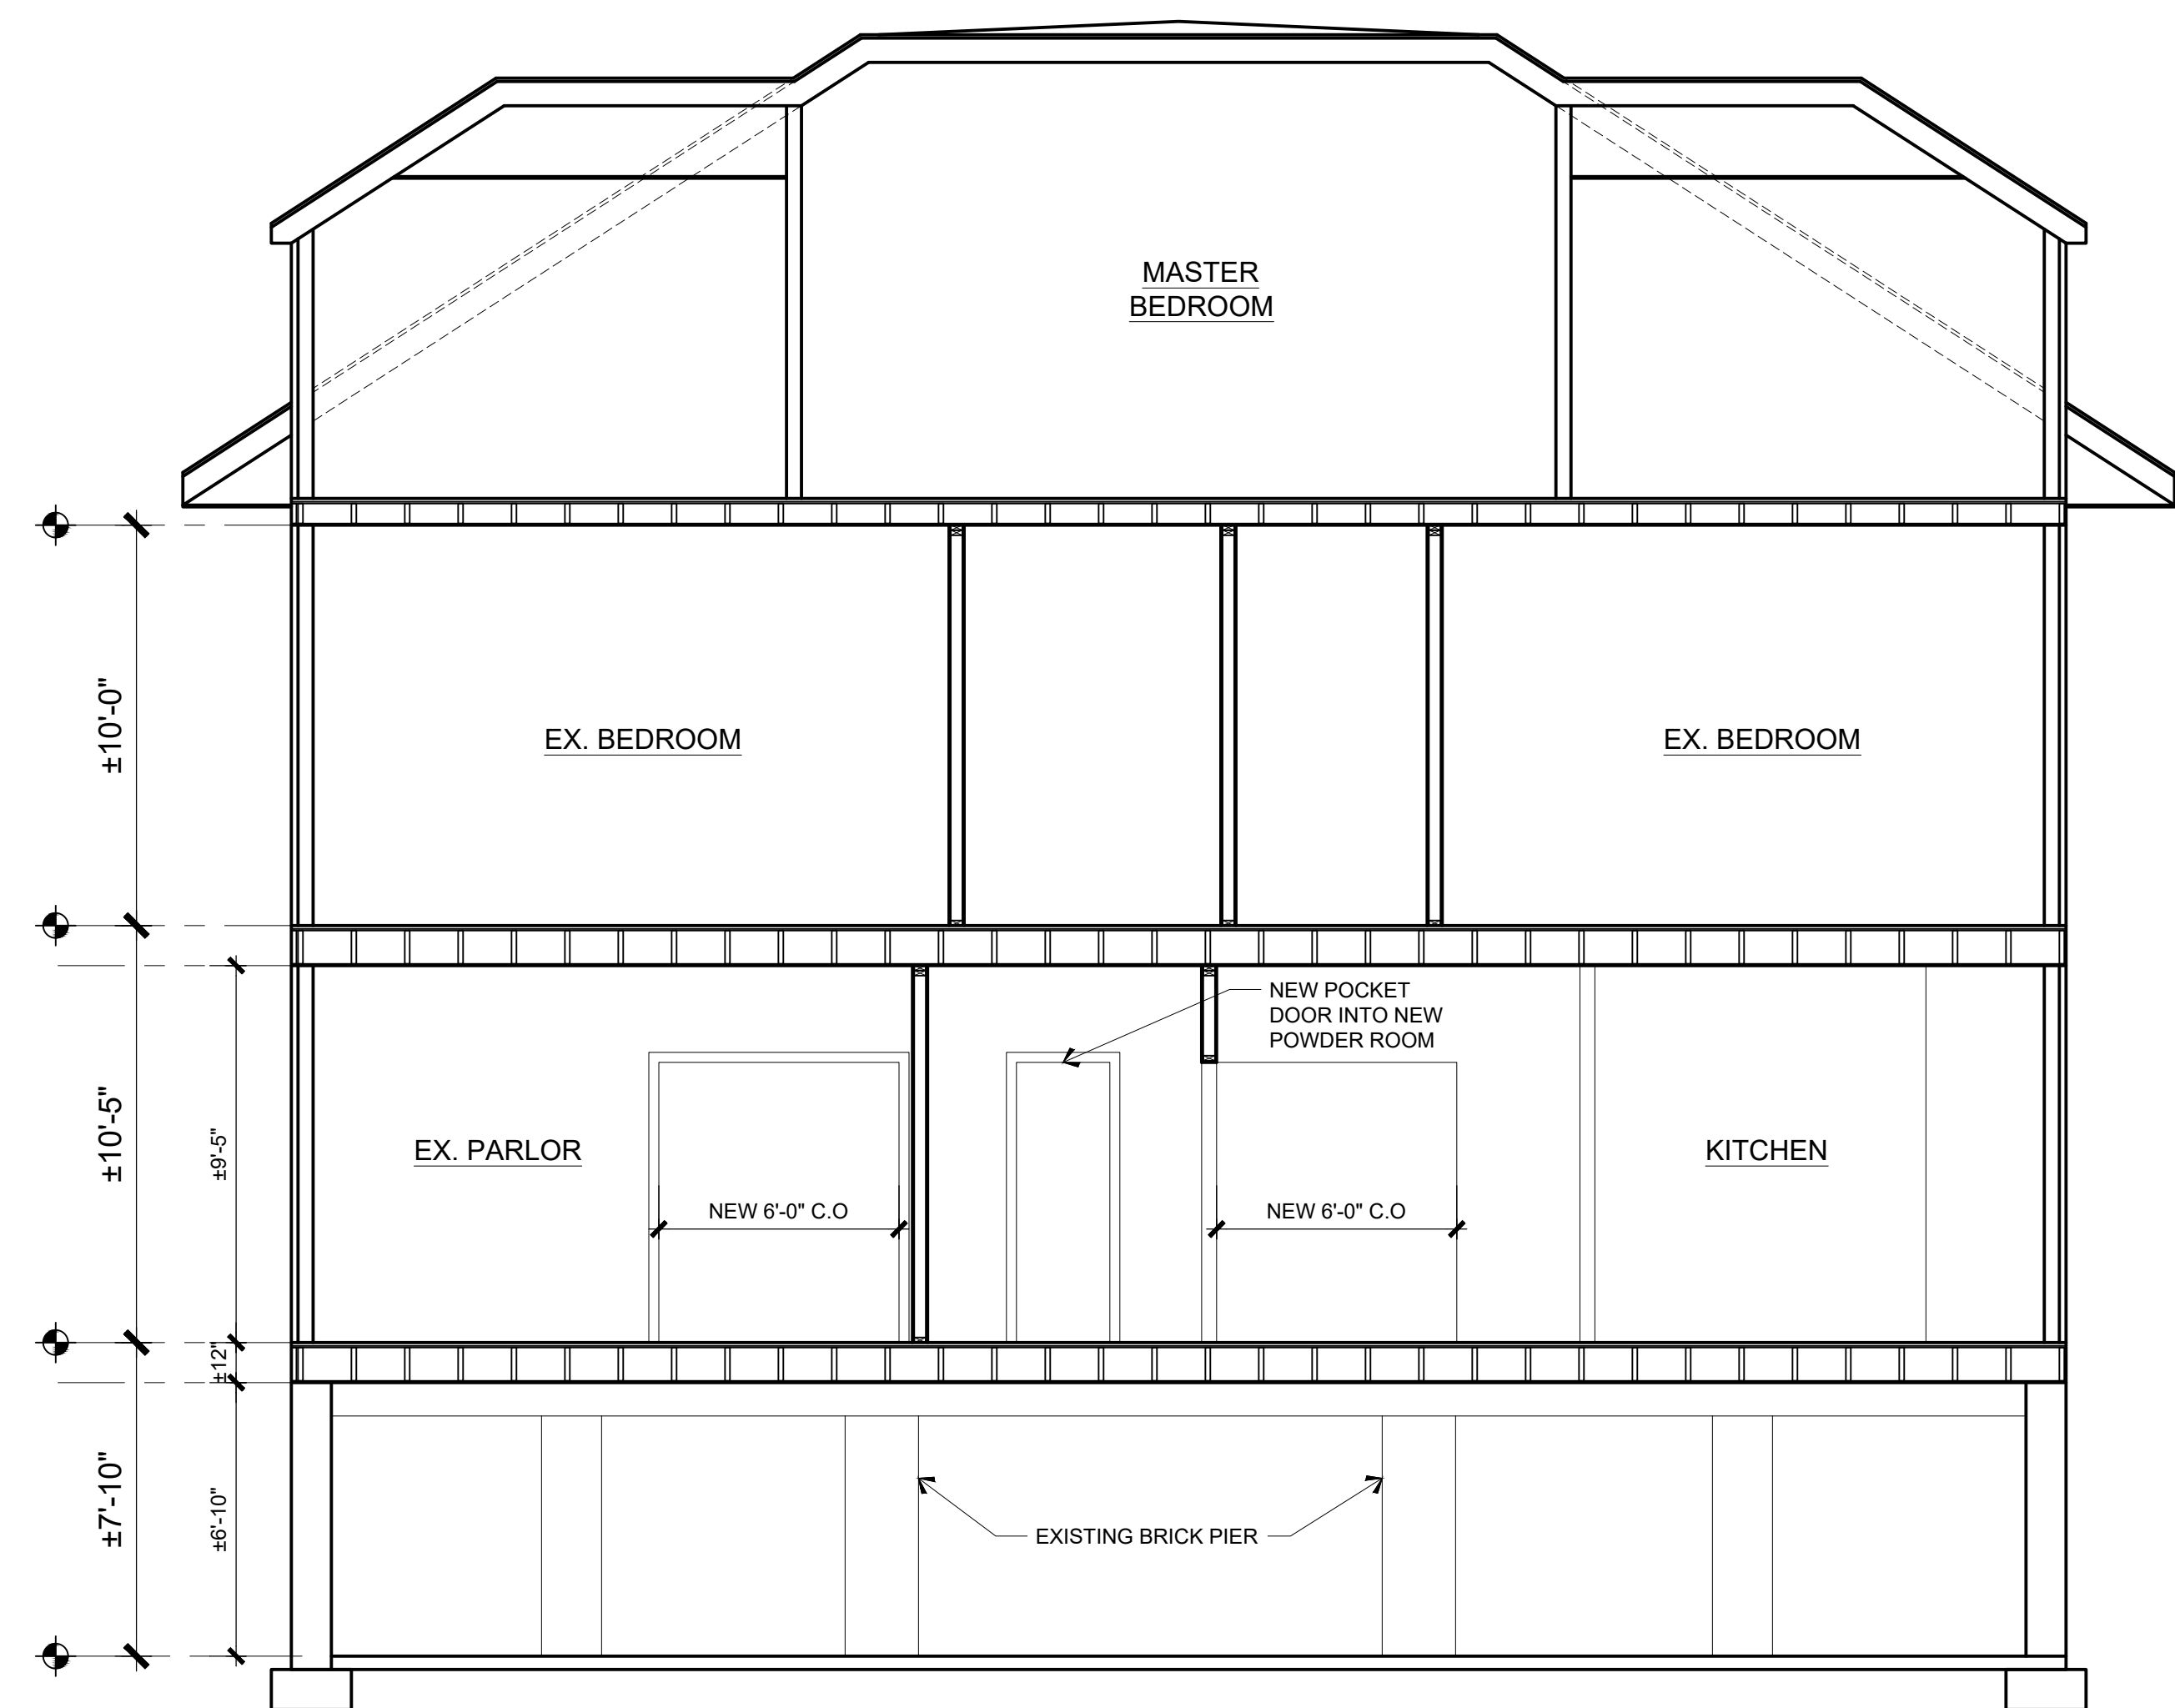 MASTER
BEDROOM
±10'-0"
EX. BEDROOM
EX. BEDROOM
NEW POCKET
DOOR INTO NEW
POWDER ROOM
±10'-5"
±9'-5"
EX. PARLOR
KITCHEN
NEW 6'-0" C.O
NEW 6'-0" C.O
±12"
±7'-10"
±6'-10"
EXISTING BRICK PIER